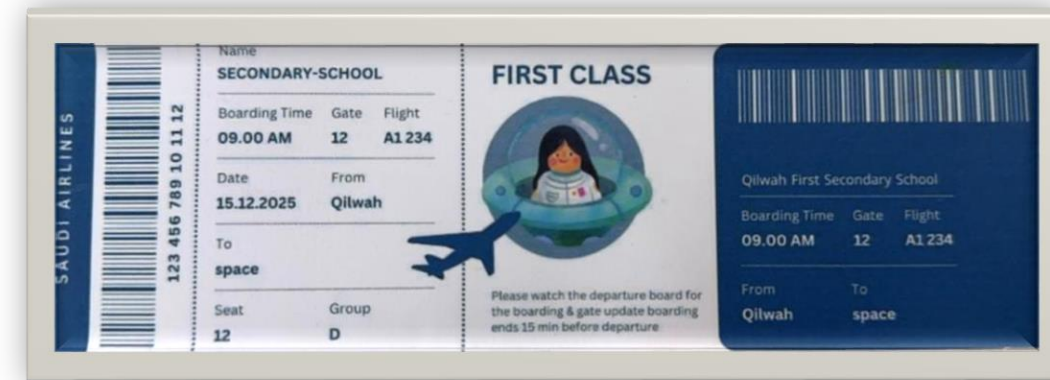 SAUDI AIRLINES
123 456 789 10 11 12
Name
SECONDARY-SCHOOL
Boarding Time Gate Flight
09.00 AM 12 A1 234
Date From
15.12.2025 Qilwah
To
space
Seat Group
12 D
FIRST CLASS
Please watch the departure board for
the boarding & gate update boarding
ends 15 min before departure
Qilwah First Secondary School
Boarding Time Gate Flight
09.00 AM 12 A1 234
From To
Qilwah space